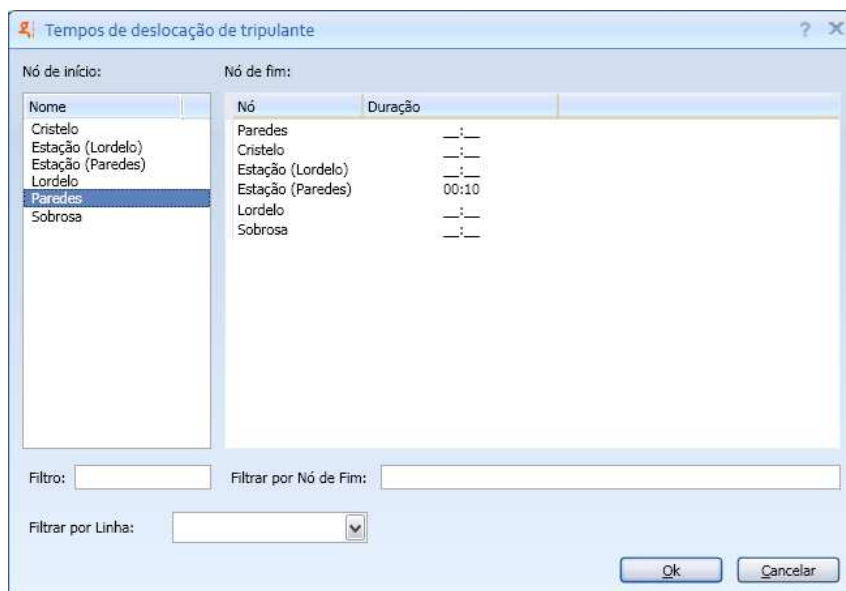 Tempos de deslocação de tripulante
Nó de início:
Nome
Cristelo
Estação (Lordelo)
Estação (Paredes)
Lordelo
Paredes
Sobrosa
Nó de fim:
Nó Duração
Paredes __:__
Cristelo __:__
Estação (Lordelo) __:__
Estação (Paredes) 00:10
Lordelo __:__
Sobrosa __:__
Filtro:
Filtrar por Nó de Fim:
Filtrar por Linha:
Ok Cancelar